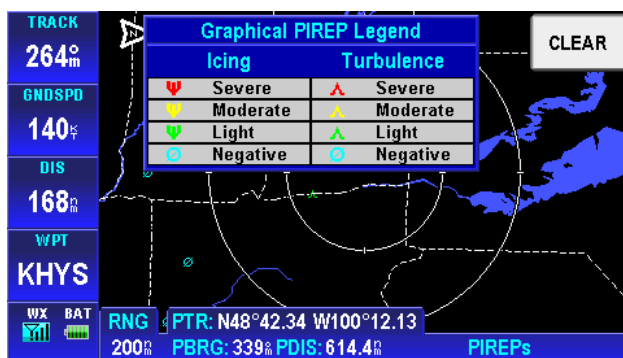 TRACK
264°m
GNDSPD
140kT
DIS
168nm
WPT
KHYS
WX BAT
N
Graphical PIREP Legend
Icing Turbulence
Severe Severe
Moderate Moderate
Light Light
Negative Negative
CLEAR
RNG
200nm
PTR: N48°42.34 W100°12.13
PBRG: 339m PDIS: 614.4nm PIREPs